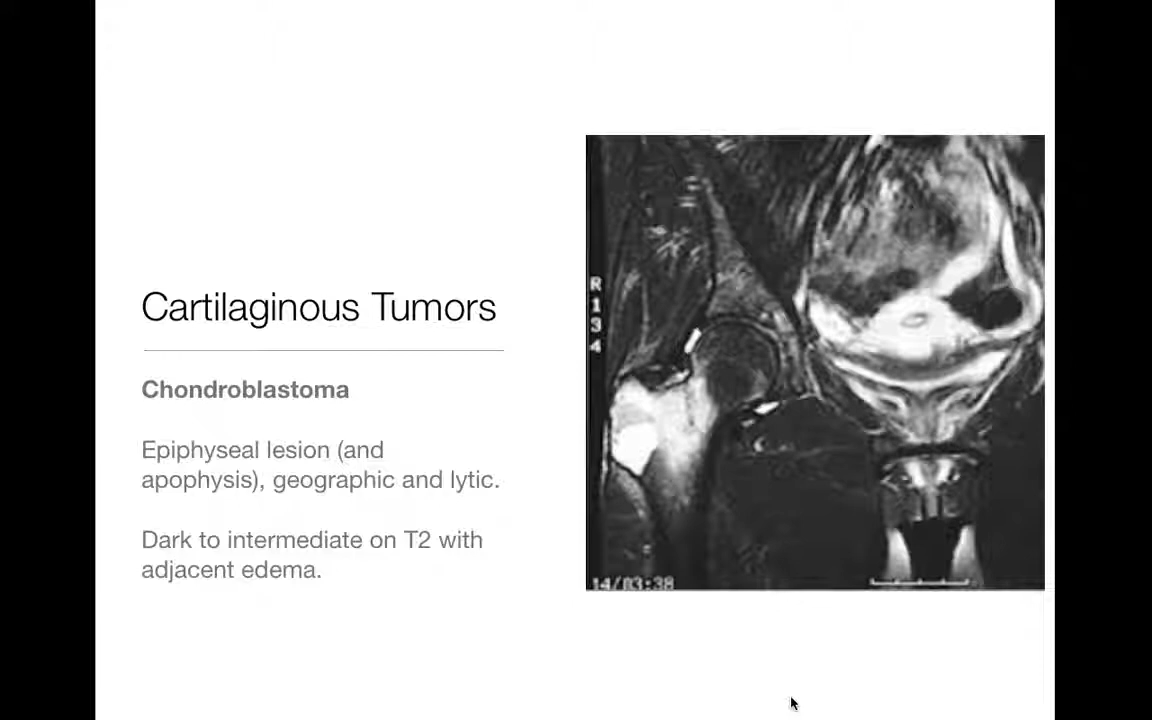 Cartilaginous Tumors
Chondroblastoma
Epiphyseal lesion (and
apophysis), geographic and lytic.
Dark to intermediate on T2 with
adjacent edema.
R
1
3
4
14/03:38